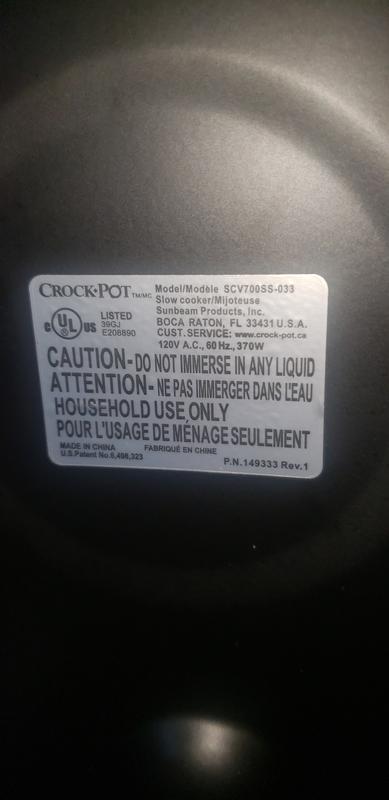 CROCK•POT TM/MC
Model/Modèle SCV700SS-033
Slow cooker/Mijoteuse
Sunbeam Products, Inc.
BOCA RATON, FL 33431 U.S.A.
CUST. SERVICE: www.crock-pot.ca
120V A.C., 60 Hz, 370W
C UL ® US
LISTED
39GJ
E208890
CAUTION - DO NOT IMMERSE IN ANY LIQUID
ATTENTION - NE PAS IMMERGER DANS L'EAU
HOUSEHOLD USE ONLY
POUR L'USAGE DE MÉNAGE SEULEMENT
MADE IN CHINA FABRIQUÉ EN CHINE
U.S.Patent No.6,498,323
P.N.149333 Rev.1